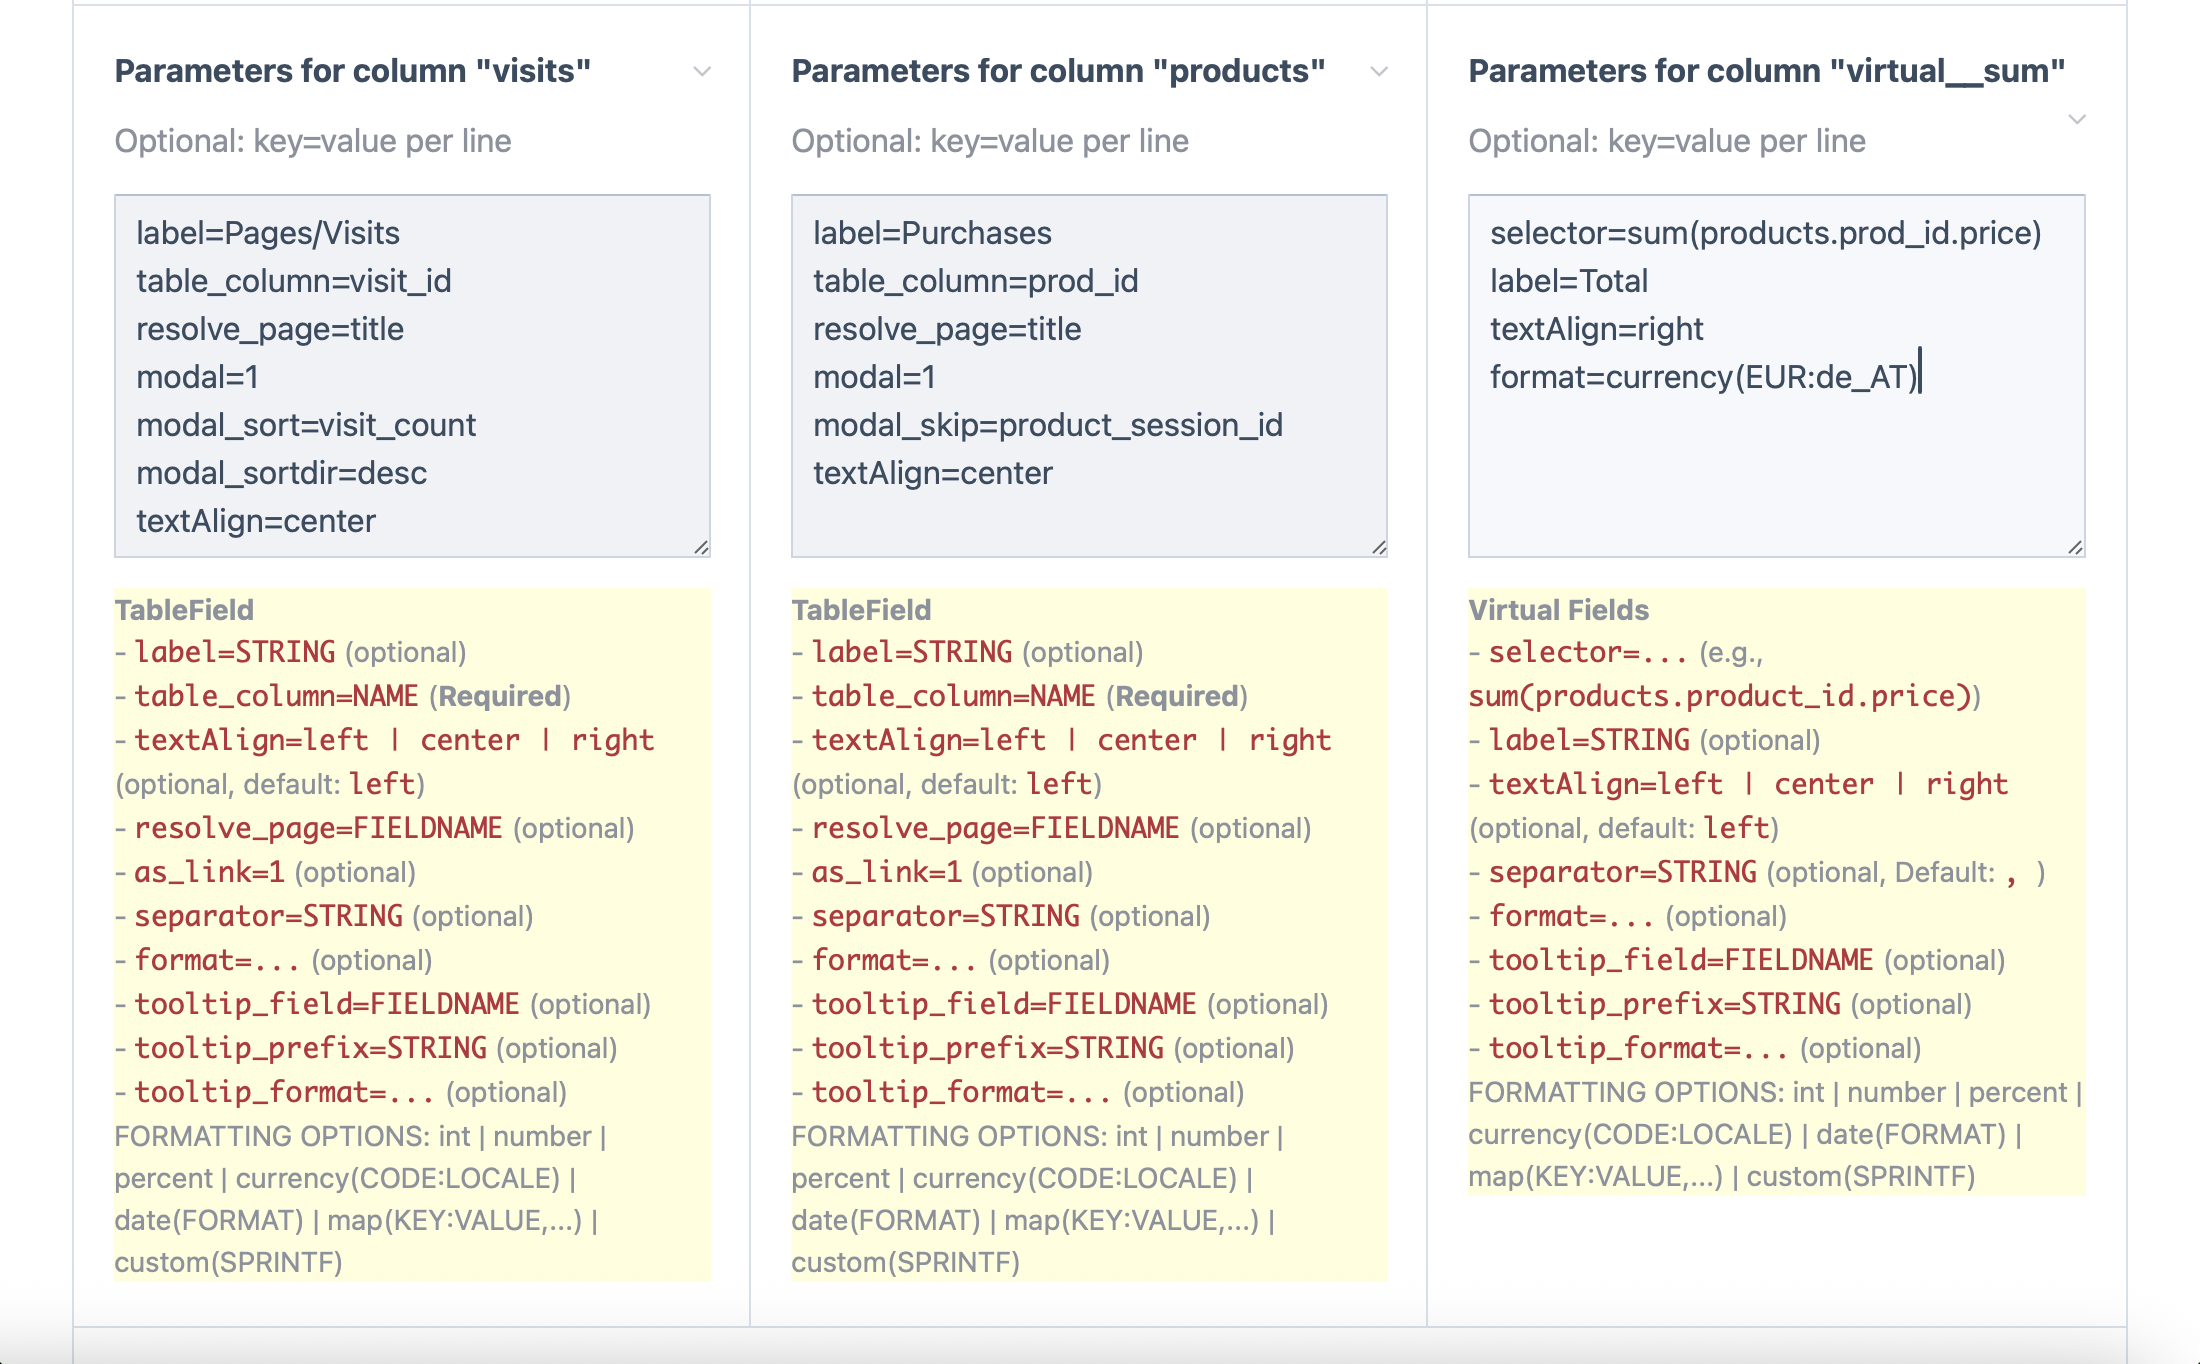 Parameters for column "visits"
Optional: key=value per line
label=Pages/Visits
table_column=visit_id
resolve_page=title
modal=1
modal_sort=visit_count
modal_sortdir=desc
textAlign=center
TableField
- label=STRING (optional)
- table_column=NAME (Required)
- textAlign=left | center | right
(optional, default: left)
- resolve_page=FIELDNAME (optional)
- as_link=1 (optional)
- separator=STRING (optional)
- format=... (optional)
- tooltip_field=FIELDNAME (optional)
- tooltip_prefix=STRING (optional)
- tooltip_format=... (optional)
FORMATTING OPTIONS: int | number |
percent | currency(CODE:LOCALE) |
date(FORMAT) | map(KEY:VALUE,...) |
custom(SPRINTF)
Parameters for column "products"
Optional: key=value per line
label=Purchases
table_column=prod_id
resolve_page=title
modal=1
modal_skip=product_session_id
textAlign=center
TableField
- label=STRING (optional)
- table_column=NAME (Required)
- textAlign=left | center | right
(optional, default: left)
- resolve_page=FIELDNAME (optional)
- as_link=1 (optional)
- separator=STRING (optional)
- format=... (optional)
- tooltip_field=FIELDNAME (optional)
- tooltip_prefix=STRING (optional)
- tooltip_format=... (optional)
FORMATTING OPTIONS: int | number |
percent | currency(CODE:LOCALE) |
date(FORMAT) | map(KEY:VALUE,...) |
custom(SPRINTF)
Parameters for column "virtual__sum"
Optional: key=value per line
selector=sum(products.prod_id.price)
label=Total
textAlign=right
format=currency(EUR:de_AT)
Virtual Fields
- selector=... (e.g.,
sum(products.product_id.price))
- label=STRING (optional)
- textAlign=left | center | right
(optional, default: left)
- separator=STRING (optional, Default: , )
- format=... (optional)
- tooltip_field=FIELDNAME (optional)
- tooltip_prefix=STRING (optional)
- tooltip_format=... (optional)
FORMATTING OPTIONS: int | number | percent |
currency(CODE:LOCALE) | date(FORMAT) |
map(KEY:VALUE,...) | custom(SPRINTF)